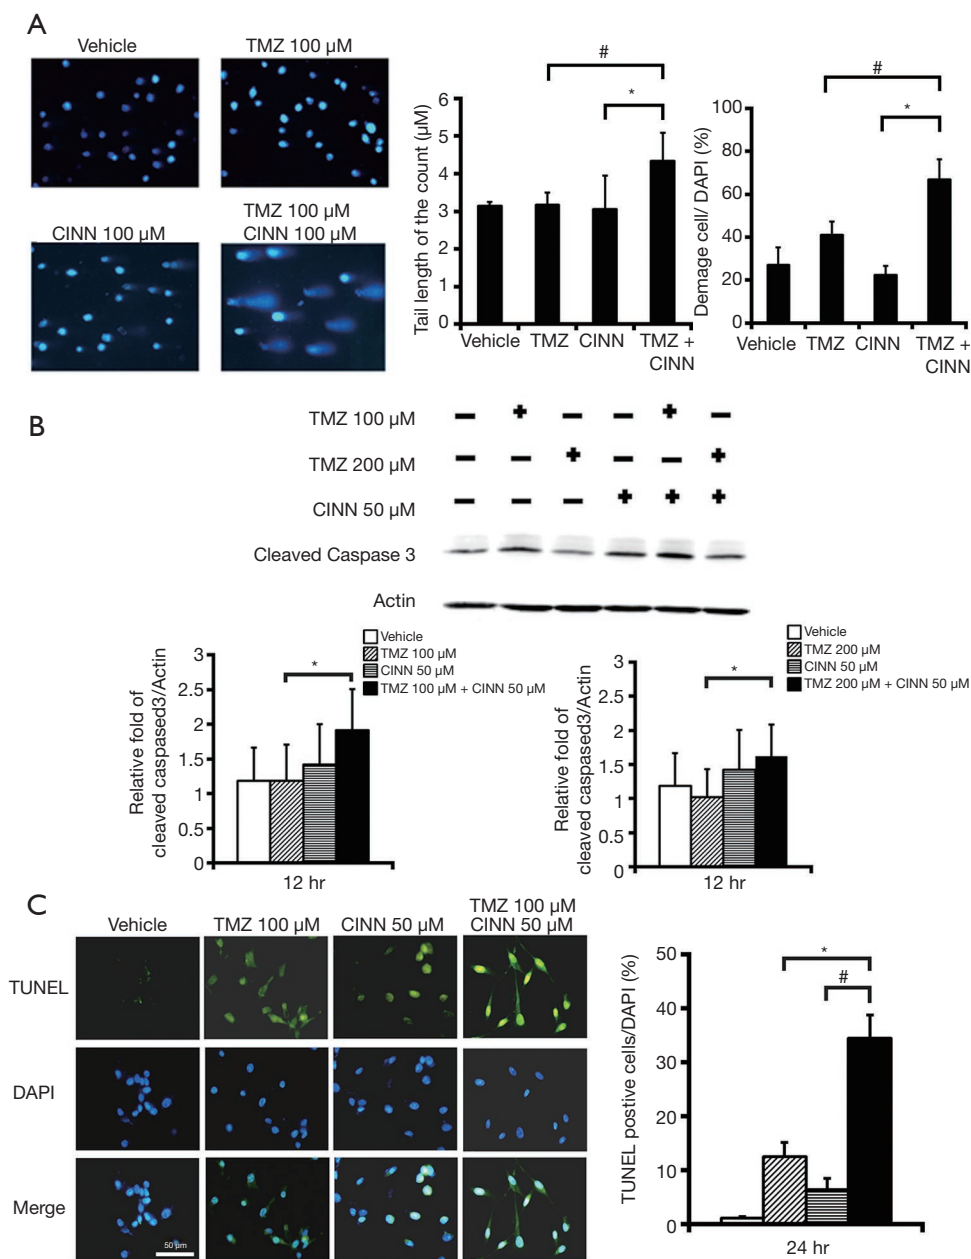 A
Vehicle
TMZ 100 µM
CINN 100 µM
TMZ 100 µM
CINN 100 µM
Tail length of the count (µM)
6
5
4
3
2
1
0
#
*
Vehicle TMZ CINN TMZ +
CINN
Demage cell/ DAPI (%)
100
80
60
40
20
0
#
*
Vehicle TMZ CINN TMZ +
CINN
B
TMZ 100 µM − + − − + −
TMZ 200 µM − − + − − +
CINN 50 µM − − − + + +
Cleaved Caspase 3
Actin
Relative fold of
cleaved caspased3/Actin
3
2.5
2
1.5
1
0.5
0
*
Vehicle
TMZ 100 µM
CINN 50 µM
TMZ 100 µM + CINN 50 µM
12 hr
Relative fold of
cleaved caspased3/Actin
3
2.5
2
1.5
1
0.5
0
*
Vehicle
TMZ 200 µM
CINN 50 µM
TMZ 200 µM + CINN 50 µM
12 hr
C
Vehicle
TMZ 100 µM
CINN 50 µM
TMZ 100 µM
CINN 50 µM
TUNEL
DAPI
Merge
50 µm
TUNEL postive cells/DAPI (%)
50
40
30
20
10
0
*
#
24 hr